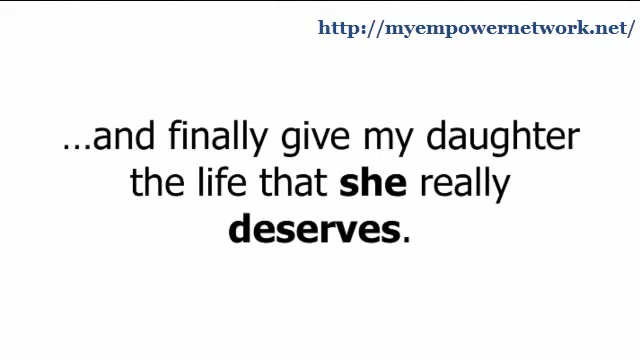 http://myempowernetwork.net/
...and finally give my daughter
the life that she really
deserves.